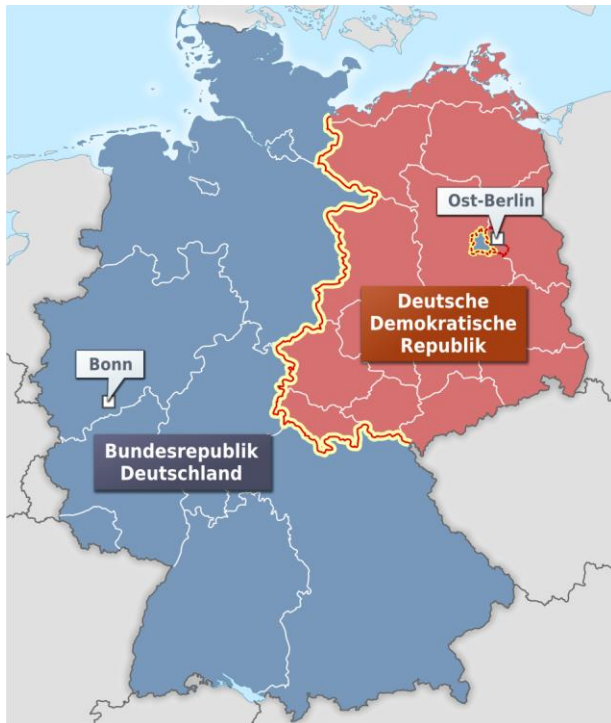 Ost-Berlin
Deutsche
Demokratische
Republik
Bonn
Bundesrepublik
Deutschland